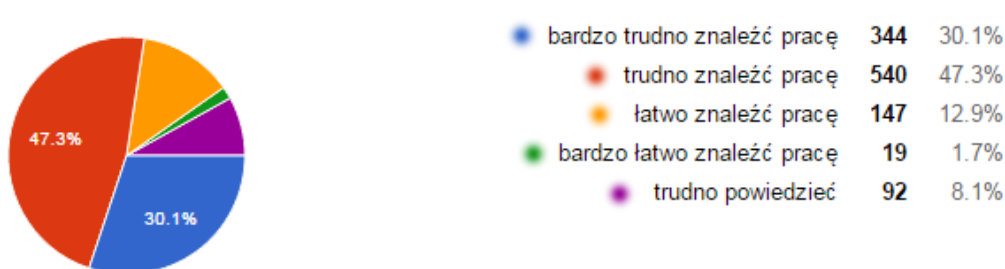 bardzo trudno znaleźć pracę 344 30.1%
trudno znaleźć pracę 540 47.3%
łatwo znaleźć pracę 147 12.9%
bardzo łatwo znaleźć pracę 19 1.7%
trudno powiedzieć 92 8.1%
47.3%
30.1%